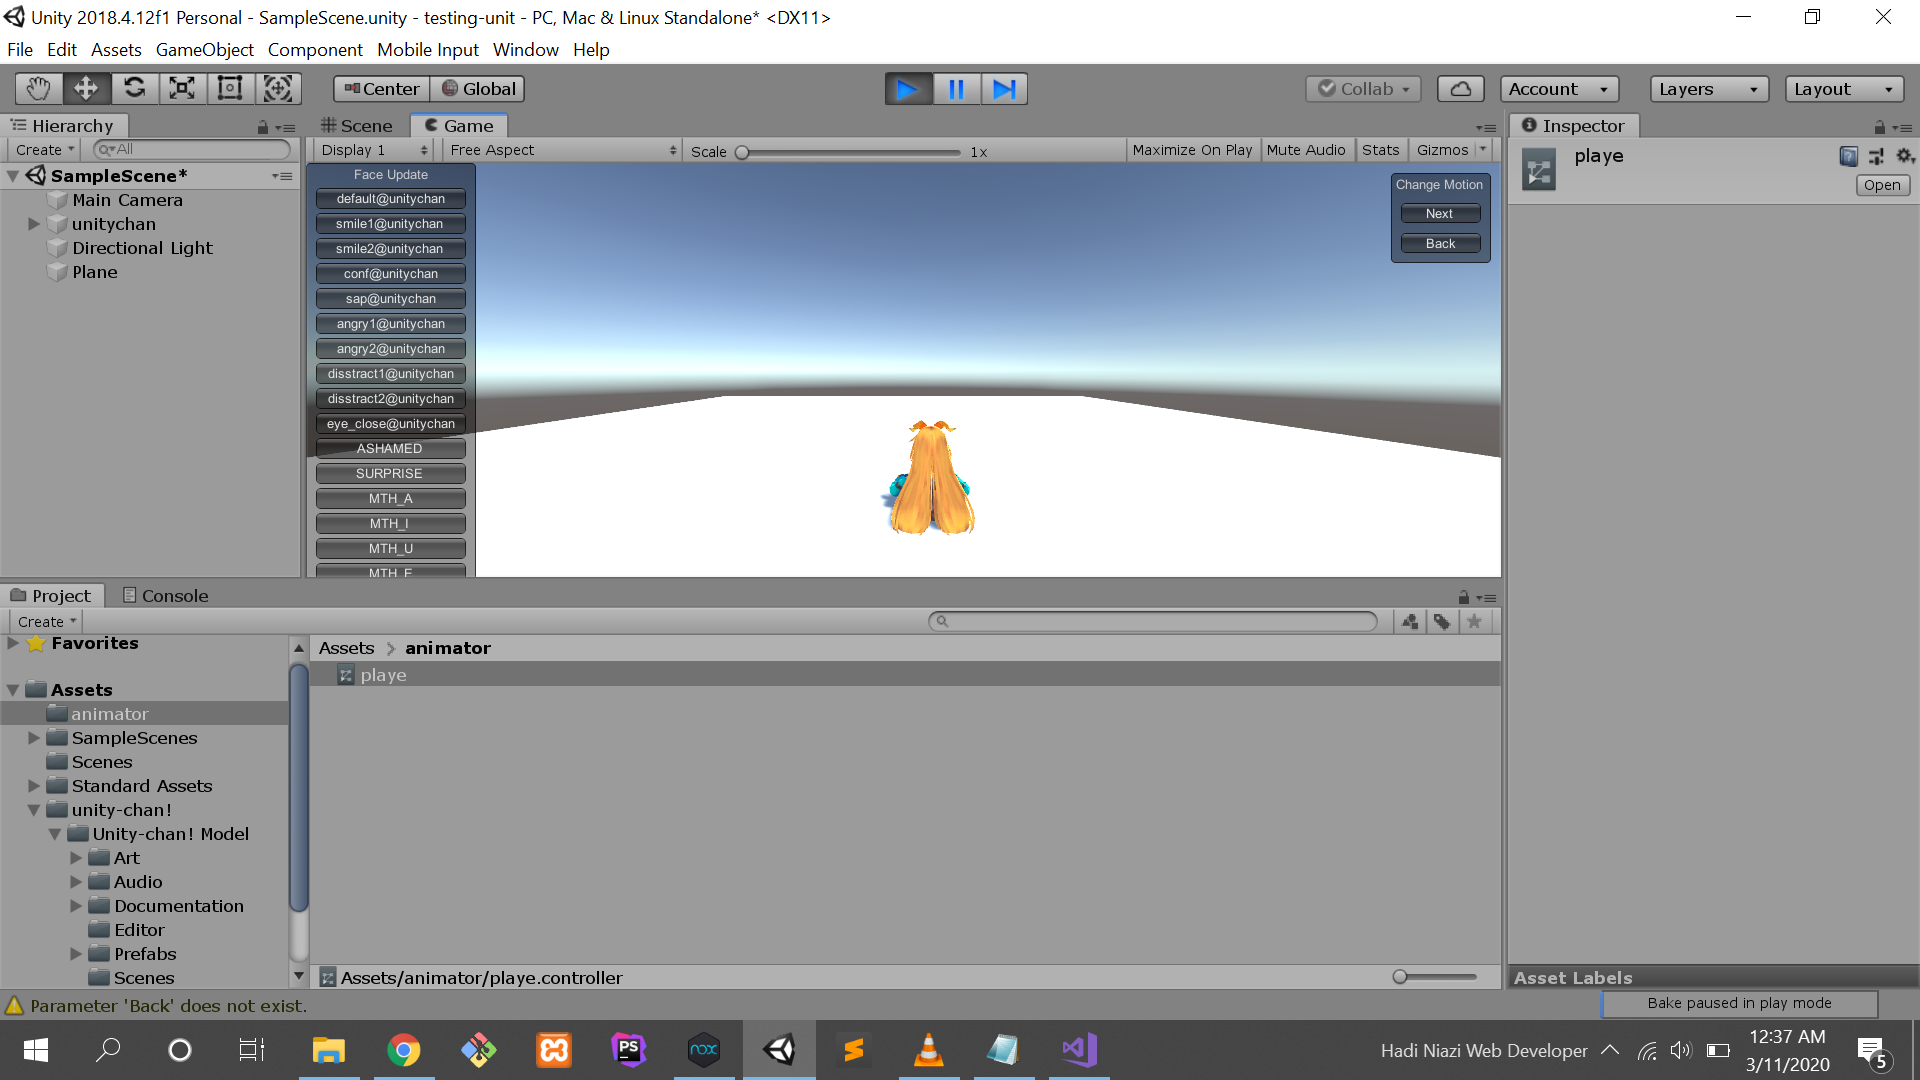 Unity 2018.4.12f1 Personal - SampleScene.unity - testing-unit - PC, Mac & Linux Standalone* <DX11>
File Edit Assets GameObject Component Mobile Input Window Help
Center Global Collab Account Layers Layout
Hierarchy
Create All
SampleScene*
Main Camera
unitychan
Directional Light
Plane
Scene Game
Display 1 Free Aspect Scale 1x Maximize On Play Mute Audio Stats Gizmos
Face Update
default@unitychan
smile1@unitychan
smile2@unitychan
conf@unitychan
sap@unitychan
angry1@unitychan
angry2@unitychan
disstract1@unitychan
disstract2@unitychan
eye_close@unitychan
ASHAMED
SURPRISE
MTH_A
MTH_I
MTH_U
MTH_E
Change Motion
Next
Back
Inspector
playe
Open
Project Console
Create
Favorites
Assets
animator
SampleScenes
Scenes
Standard Assets
unity-chan!
Unity-chan! Model
Art
Audio
Documentation
Editor
Prefabs
Scenes
Assets animator
playe
Assets/animator/playe.controller
Asset Labels
Parameter 'Back' does not exist.
Bake paused in play mode
PS
nox
Hadi Niazi Web Developer
12:37 AM
3/11/2020
5